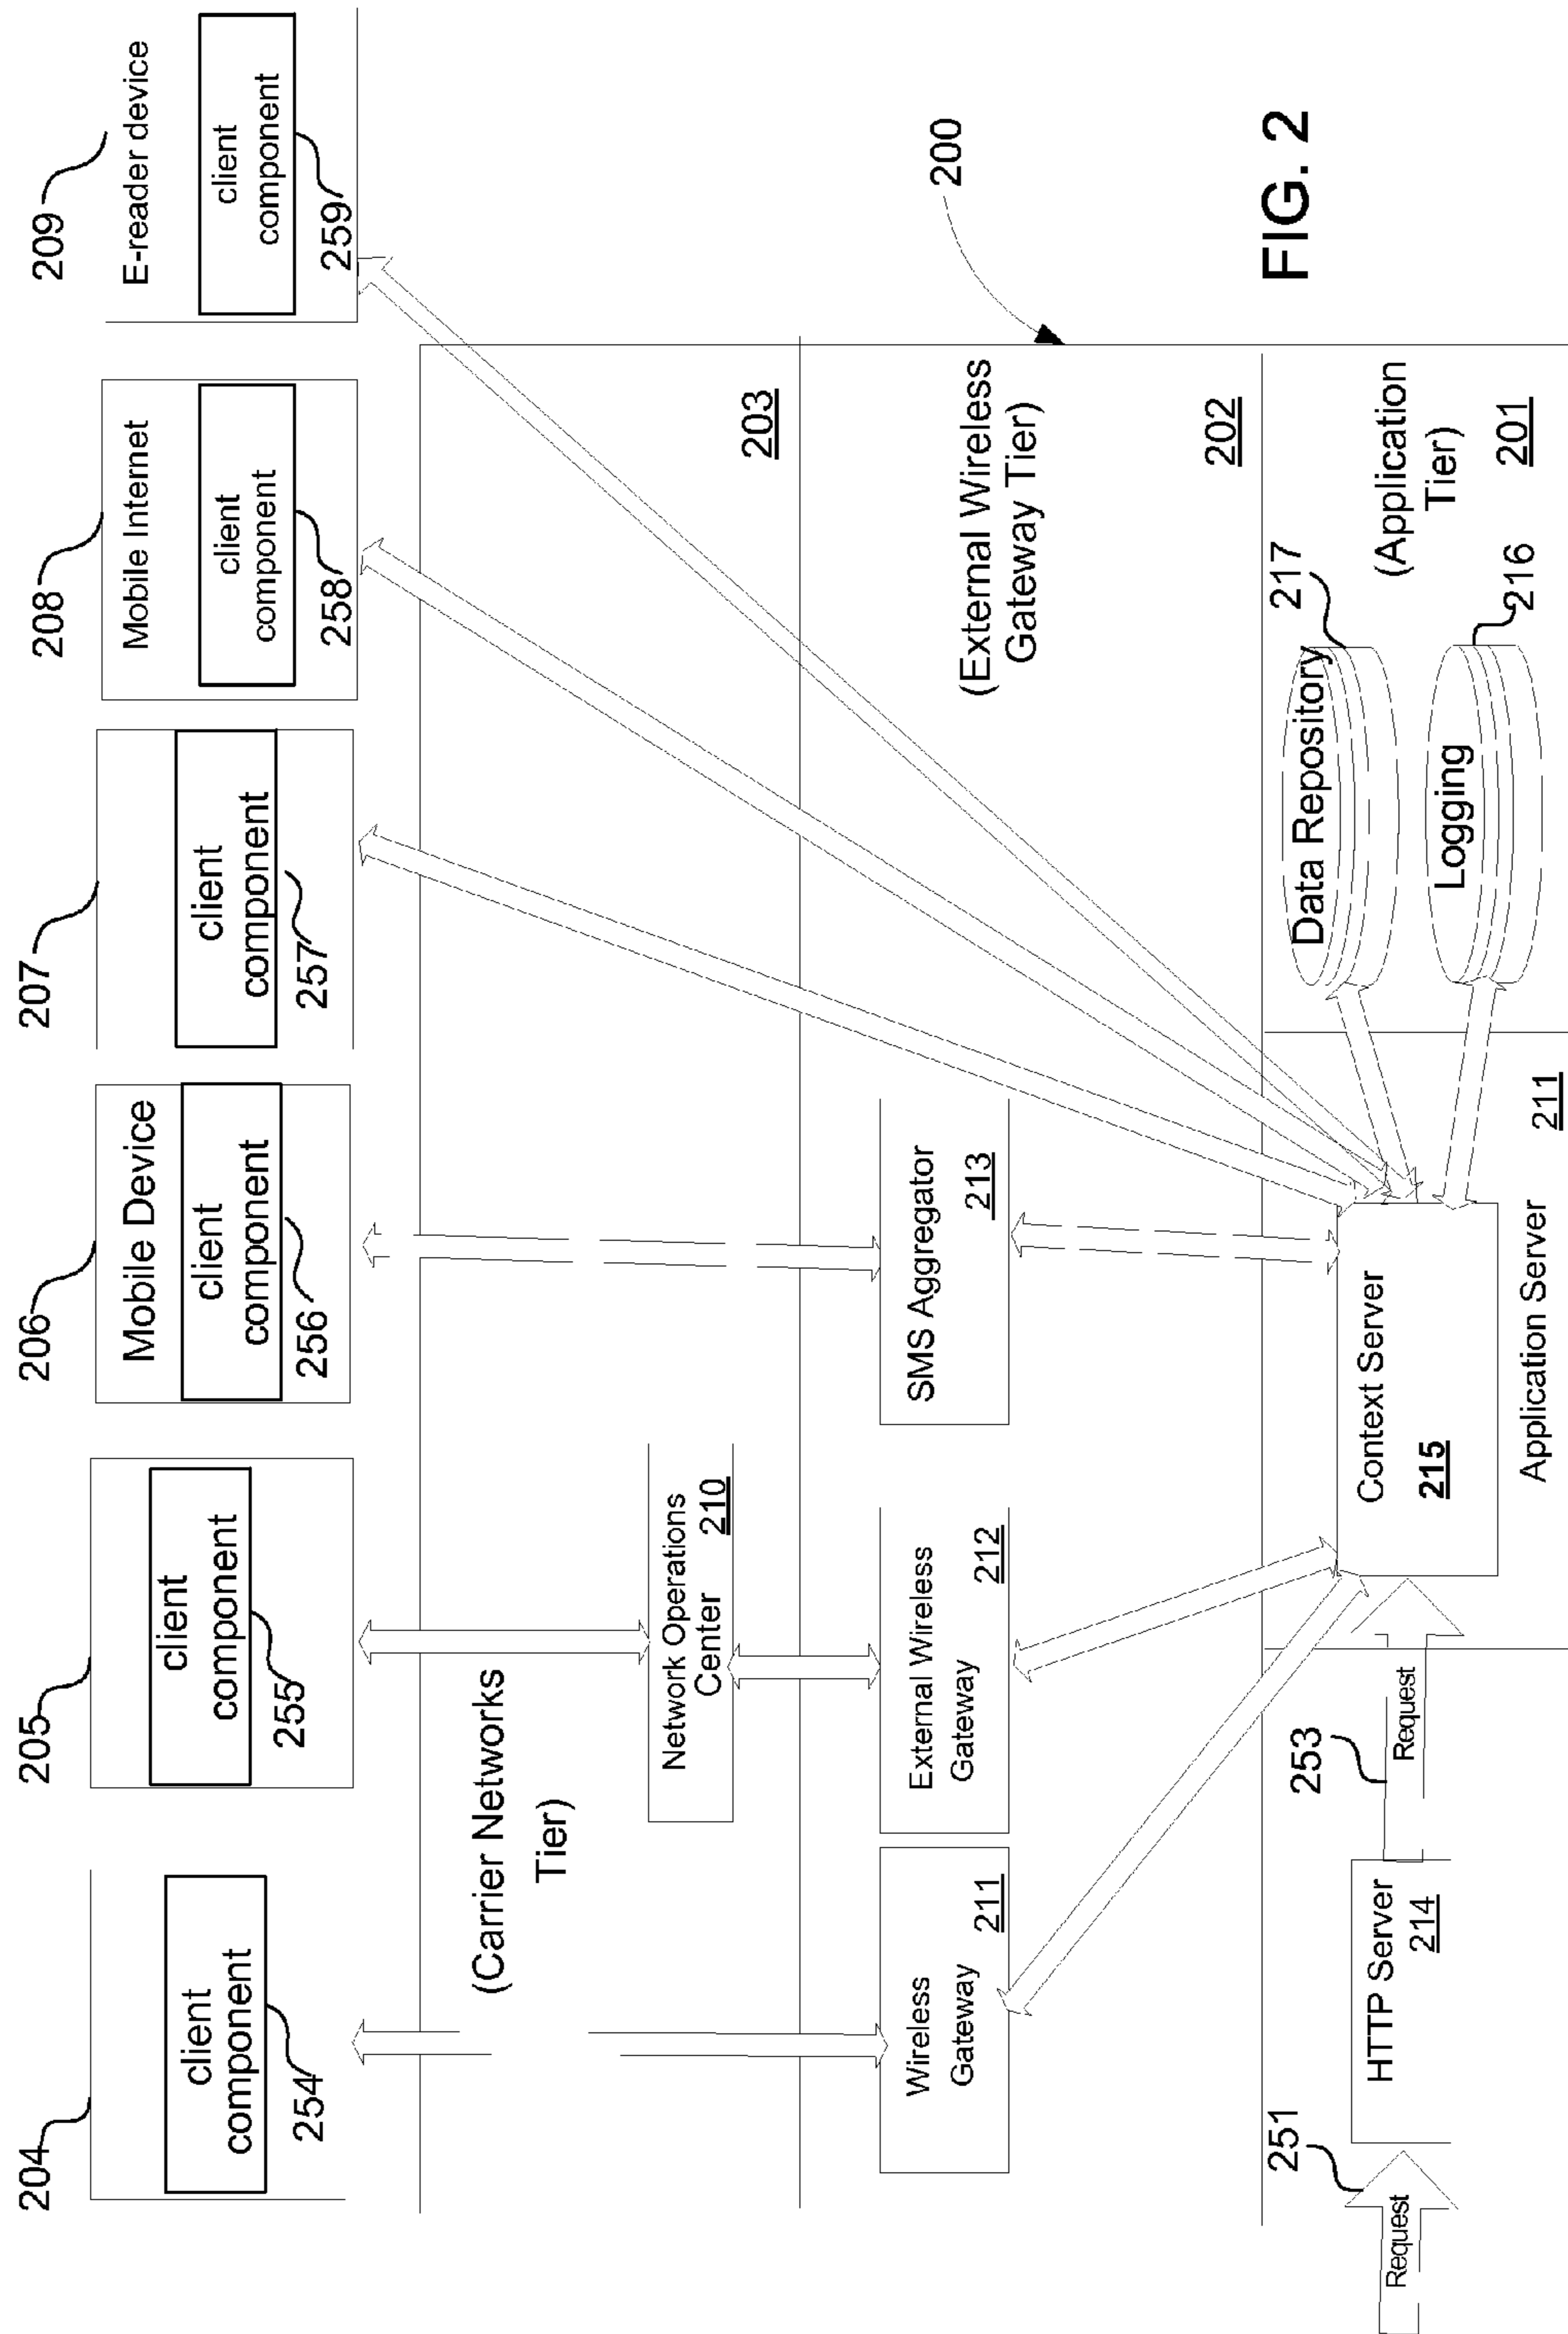 204
205
206
207
208
209
Mobile Device
Mobile Internet
E-reader device
client
component
254
client
component
255
client
component
256
client
component
257
client
component
258
client
component
259
(Carrier Networks
Tier)
203
Network Operations
Center 210
(External Wireless
Gateway Tier)
202
200
Wireless
Gateway
211
External Wireless
Gateway
212
SMS Aggregator
213
Request
251
HTTP Server
214
Request
253
Context Server
215
Application Server
211
Data Repository
217
Logging
216
(Application
Tier)
201
FIG. 2